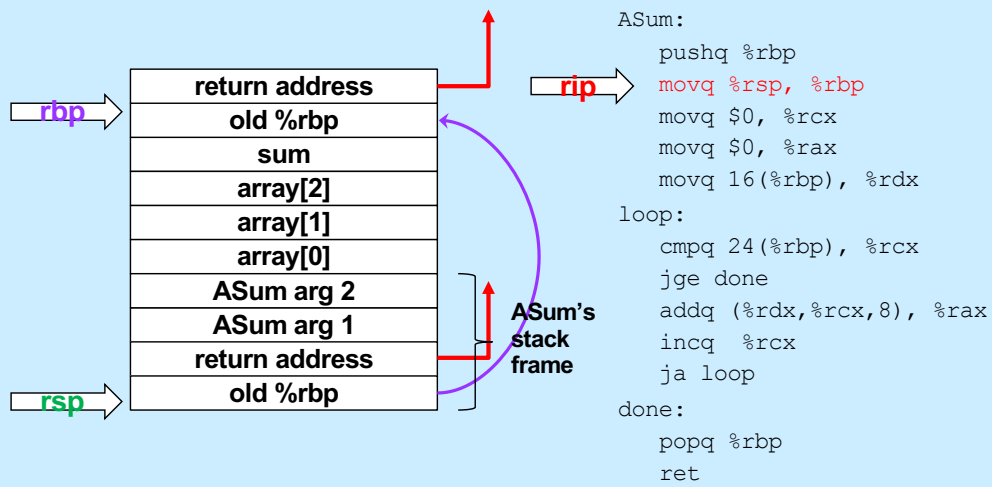 rbp
return address
old %rbp
sum
array[2]
array[1]
array[0]
ASum arg 2
ASum arg 1
return address
old %rbp
rsp
ASum's
stack
frame
rip
ASum:
pushq %rbp
movq %rsp, %rbp
movq $0, %rcx
movq $0, %rax
movq 16(%rbp), %rdx
loop:
cmpq 24(%rbp), %rcx
jge done
addq (%rdx,%rcx,8), %rax
incq %rcx
ja loop
done:
popq %rbp
ret